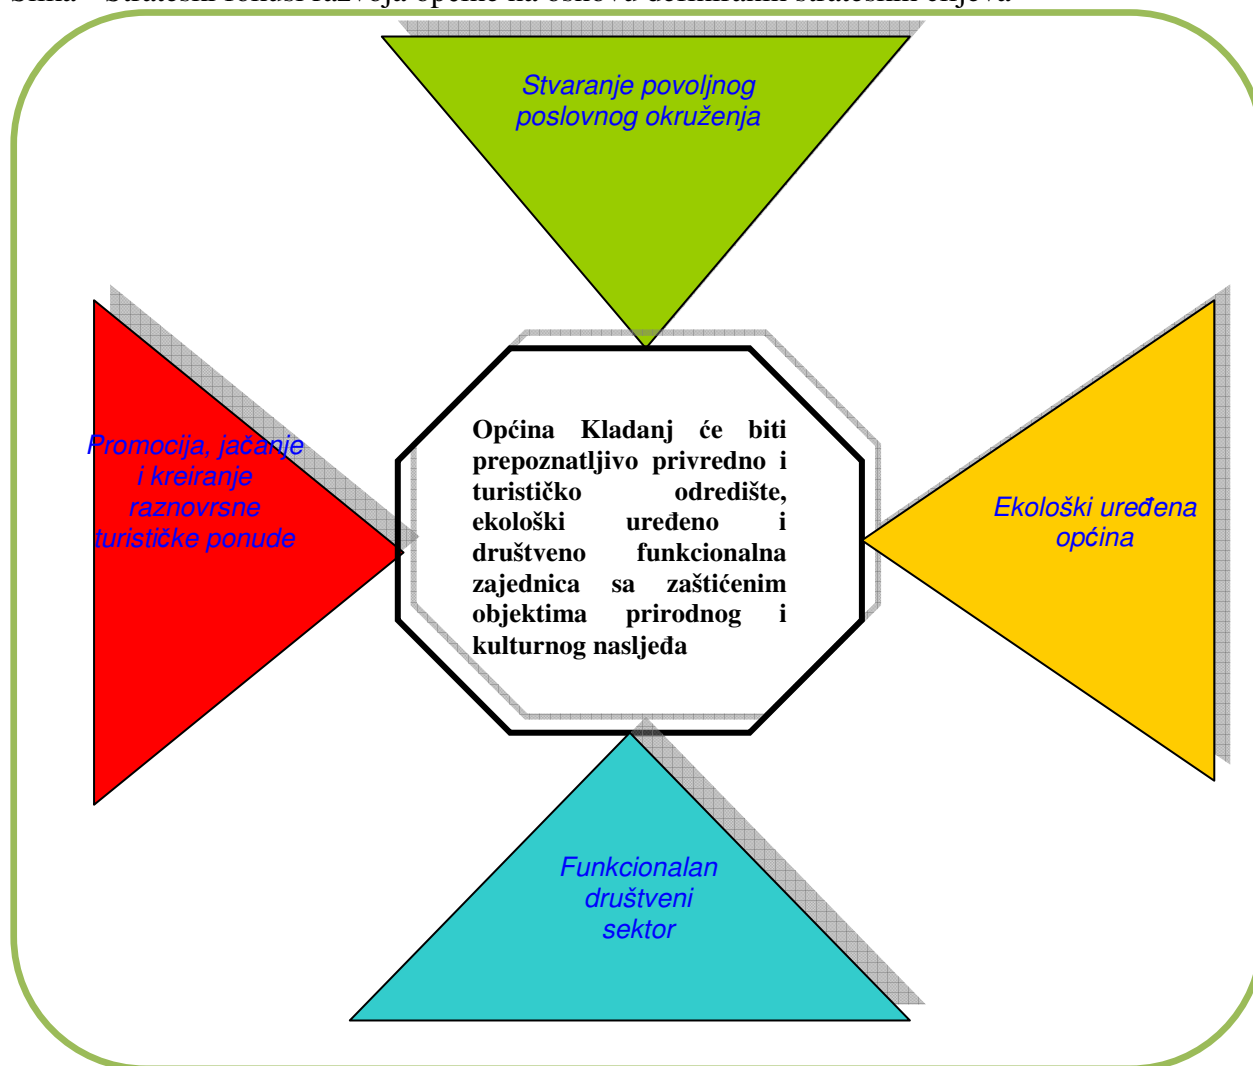 Stvaranje povoljnog
poslovnog okruženja
Promocija, jačanje
i kreiranje
raznovrsne
turističke ponude
Općina Kladanj će biti
prepoznatljivo privredno i
turističko odredište,
ekološki uređeno i
društveno funkcionalna
zajednica sa zaštićenim
objektima prirodnog i
kulturnog nasljeđa
Ekološki uređena
općina
Funkcionalan
društveni
sektor